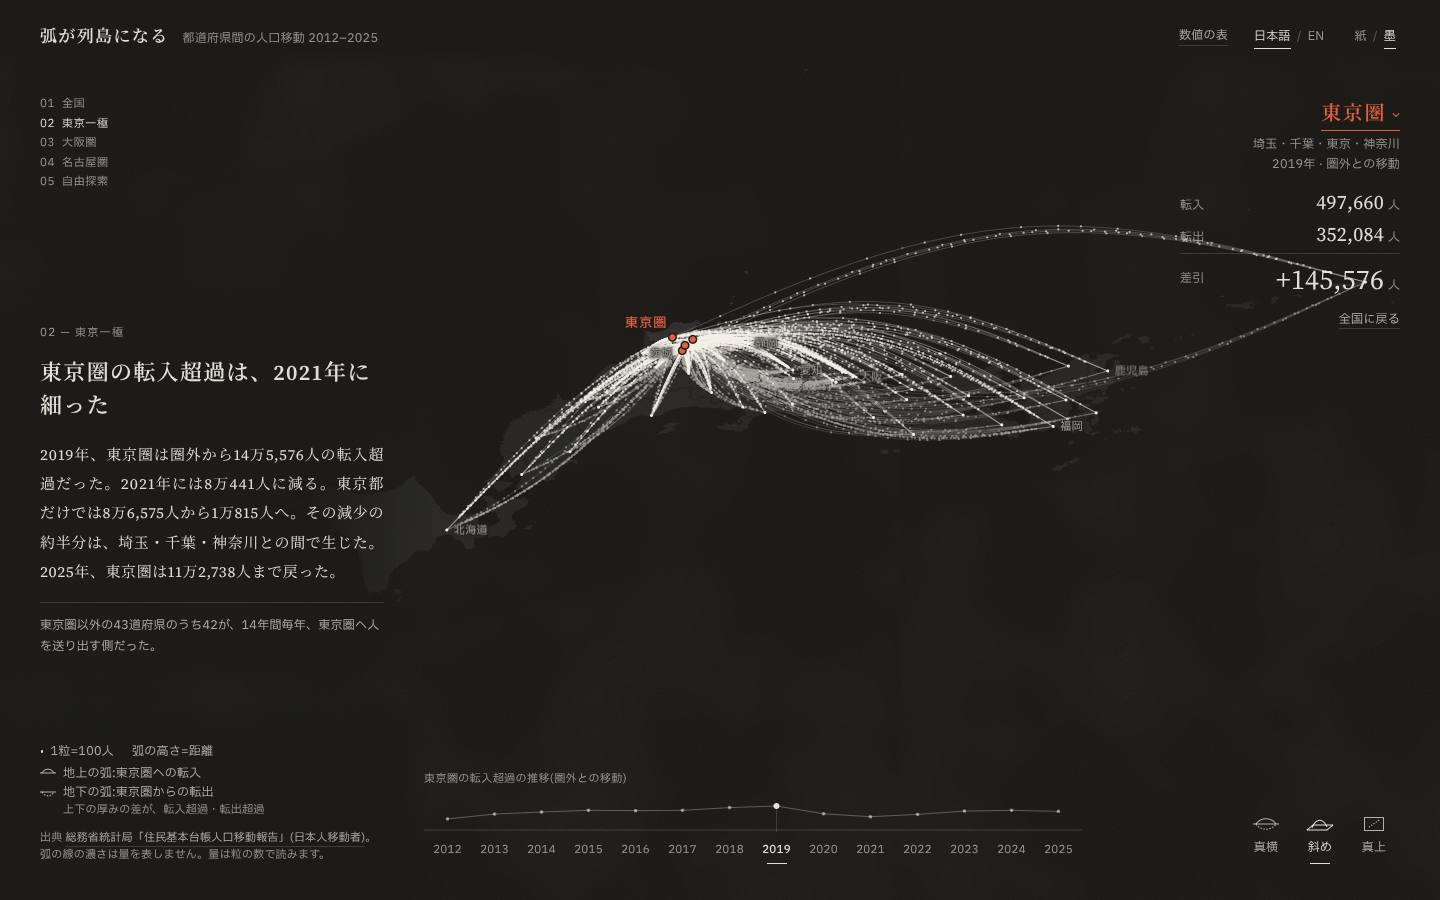 弧が列島になる 都道府県間の人口移動 2012–2025
数値の表 日本語 / EN 紙 / 墨
01 全国
02 東京一極
03 大阪圏
04 名古屋圏
05 自由探索
東京圏
埼玉・千葉・東京・神奈川
2019年・圏外との移動
転入 497,660 人
転出 352,084 人
差引 +145,576 人
全国に戻る
02 — 東京一極
東京圏の転入超過は、2021年に
細った
2019年、東京圏は圏外から14万5,576人の転入超
過だった。2021年には8万441人に減る。東京都
だけでは8万6,575人から1万815人へ。その減少の
約半分は、埼玉・千葉・神奈川との間で生じた。
2025年、東京圏は11万2,738人まで戻った。
東京圏以外の43道府県のうち42が、14年間毎年、東京圏へ人
を送り出す側だった。
東京圏
愛知
大阪
鹿児島
福岡
北海道
1粒=100人 弧の高さ=距離
地上の弧:東京圏への転入
地下の弧:東京圏からの転出
上下の厚みの差が、転入超過・転出超過
出典 総務省統計局「住民基本台帳人口移動報告」(日本人移動者)。
弧の線の濃さは量を表しません。量は粒の数で読みます。
東京圏の転入超過の推移(圏外との移動)
2012 2013 2014 2015 2016 2017 2018 2019 2020 2021 2022 2023 2024 2025
真横 斜め 真上